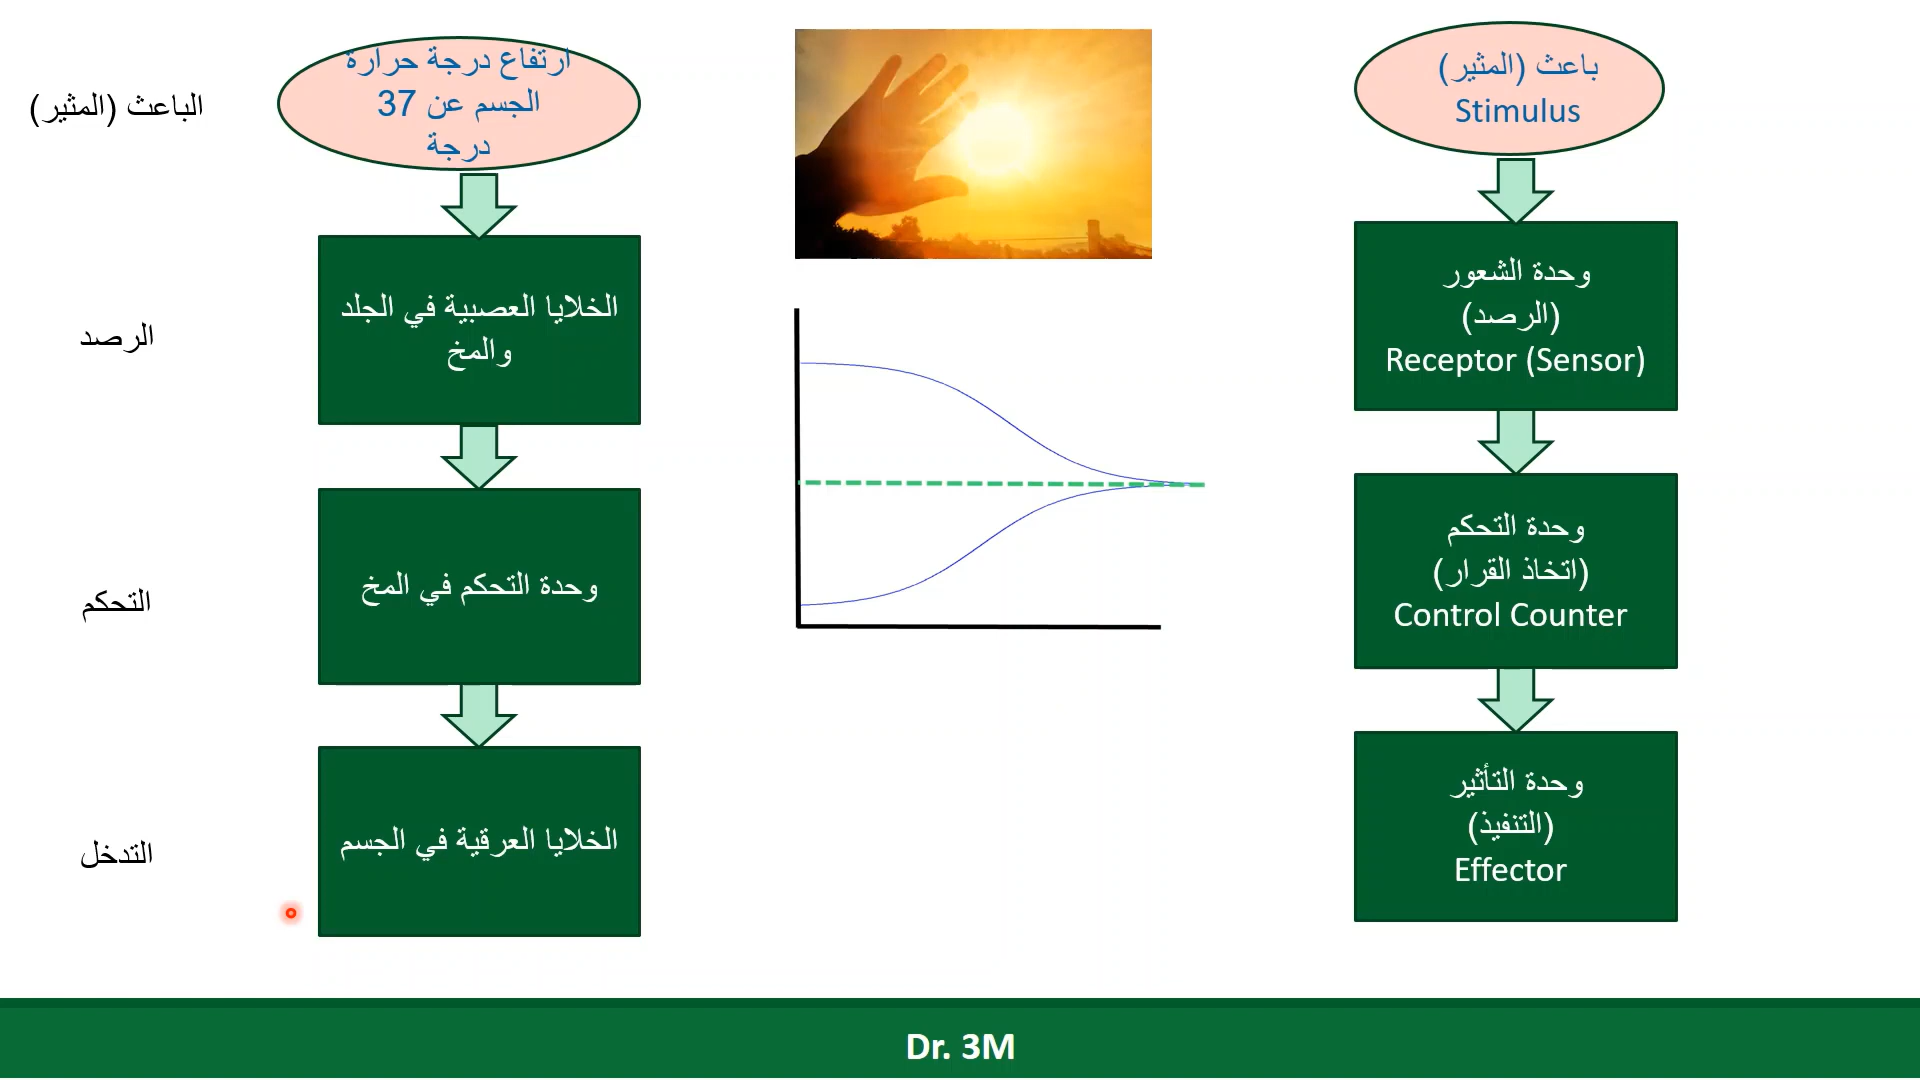 باعث (المثير)
Stimulus
وحدة الشعور
(الرصد)
Receptor (Sensor)
وحدة التحكم
(اتخاذ القرار)
Control Counter
وحدة التأثير
(التنفيذ)
Effector
ارتفاع درجة حرارة
الجسم عن 37
درجة
الخلايا العصبية في الجلد
والمخ
وحدة التحكم في المخ
الخلايا العرقية في الجسم
الباعث (المثير)
الرصد
التحكم
التدخل
Dr. 3M